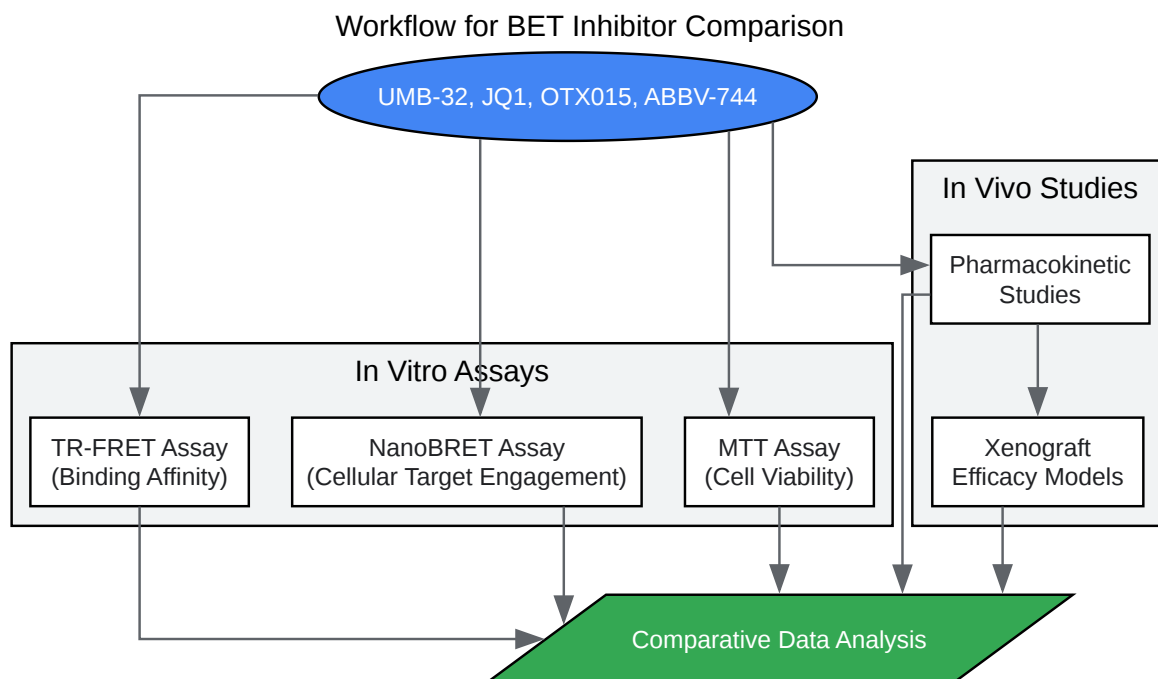 Workflow for BET Inhibitor Comparison
UMB-32, JQ1, OTX015, ABBV-744
In Vivo Studies
Pharmacokinetic
Studies
In Vitro Assays
TR-FRET Assay
(Binding Affinity)
NanoBRET Assay
(Cellular Target Engagement)
MTT Assay
(Cell Viability)
Xenograft
Efficacy Models
Comparative Data Analysis